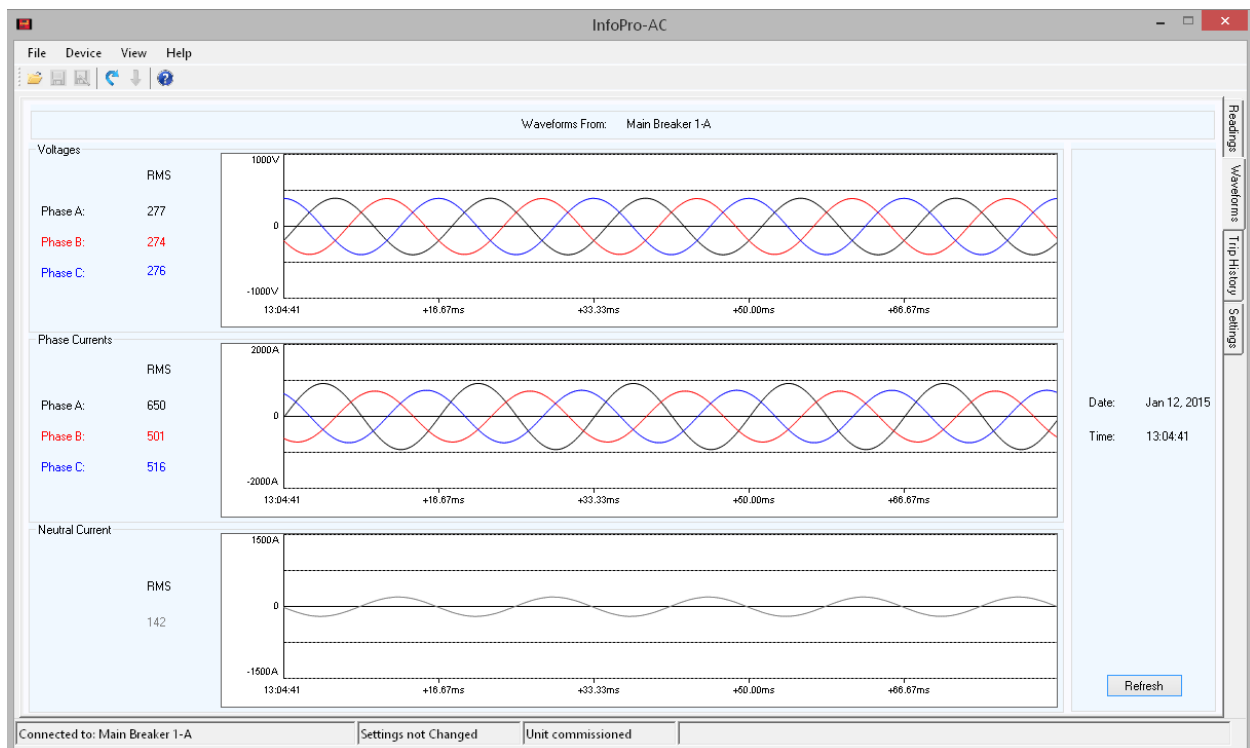 InfoPro-AC
File Device View Help
Waveforms From: Main Breaker 1-A
Voltages
RMS
Phase A: 277
Phase B: 274
Phase C: 276
1000V
0
-1000V
13:04:41 +16.67ms +33.33ms +50.00ms +66.67ms
Phase Currents
RMS
Phase A: 650
Phase B: 501
Phase C: 516
2000A
0
-2000A
13:04:41 +16.67ms +33.33ms +50.00ms +66.67ms
Neutral Current
RMS
142
1500A
0
-1500A
13:04:41 +16.67ms +33.33ms +50.00ms +66.67ms
Date: Jan 12, 2015
Time: 13:04:41
Refresh
Readings
Waveforms
Trip History
Settings
Connected to: Main Breaker 1-A Settings not Changed Unit commissioned